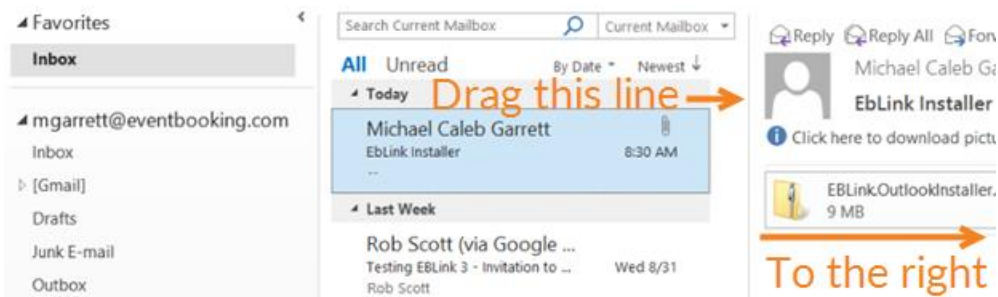 Favorites
Inbox
mgarrett@eventbooking.com
Inbox
[Gmail]
Drafts
Junk E-mail
Outbox
Search Current Mailbox
Current Mailbox
All Unread
By Date Newest
Today
Drag this line
Michael Caleb Garrett
EbLink Installer 8:30 AM
--
Last Week
Rob Scott (via Google ...
Testing EBLink 3 - Invitation to ... Wed 8/31
Rob Scott
Reply Reply All Forv
Michael Caleb Ga
EbLink Installer
Click here to download pictu
EBLink.OutlookInstaller.
9 MB
To the right